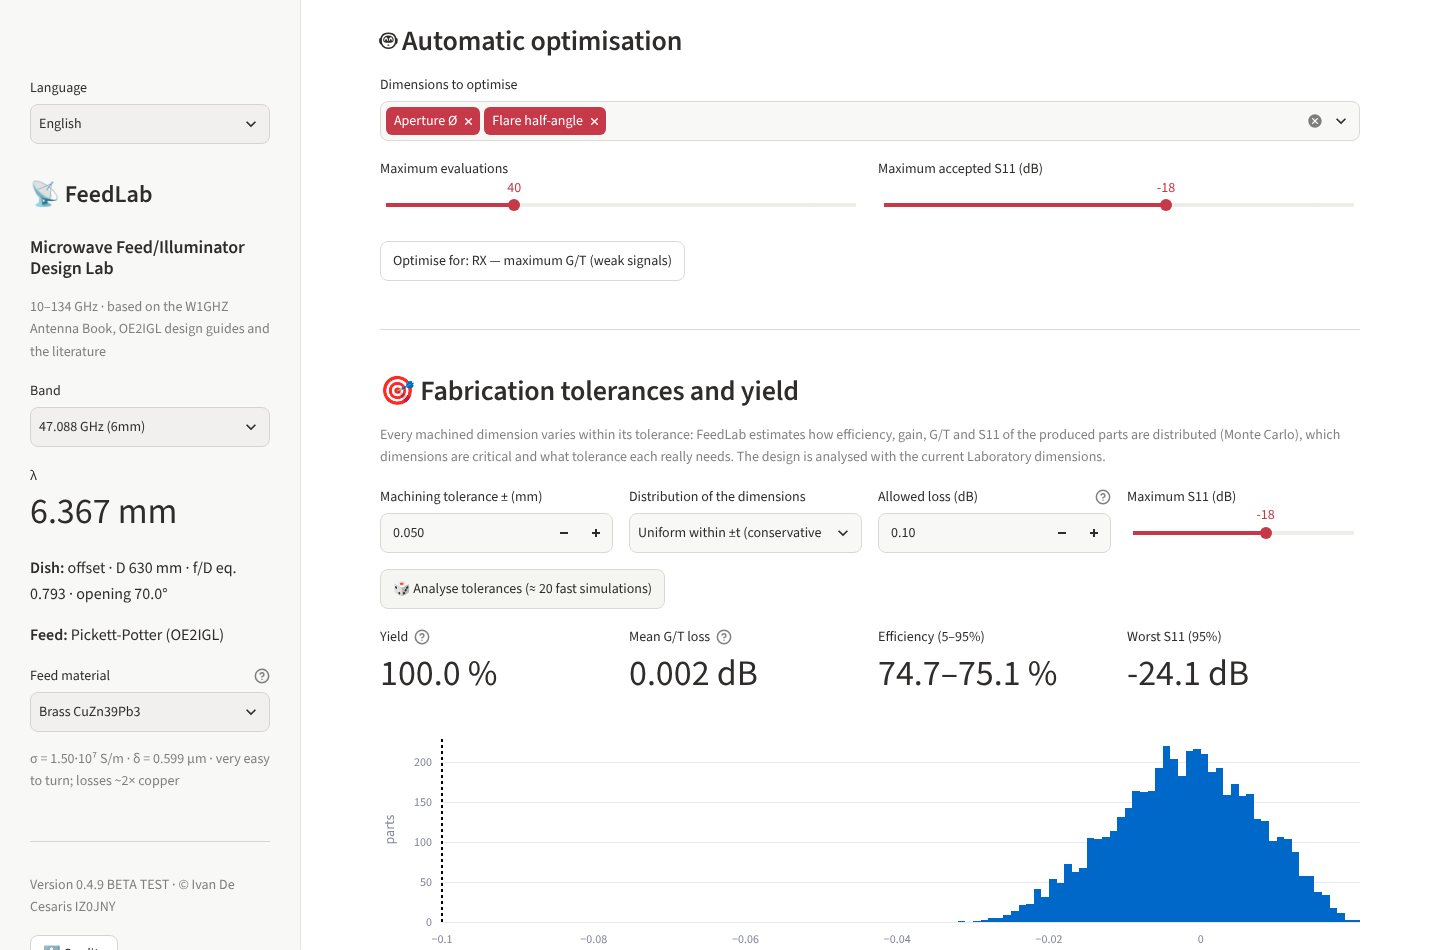 Language
English
FeedLab
Microwave Feed/Illuminator
Design Lab
10–134 GHz · based on the W1GHZ
Antenna Book, OE2IGL design guides and
the literature
Band
47.088 GHz (6mm)
λ
6.367 mm
Dish: offset · D 630 mm · f/D eq.
0.793 · opening 70.0°
Feed: Pickett-Potter (OE2IGL)
Feed material
Brass CuZn39Pb3
σ = 1.50·10⁷ S/m · δ = 0.599 µm · very easy
to turn; losses ~2× copper
Version 0.4.9 BETA TEST · © Ivan De
Cesaris IZ0JNY
Automatic optimisation
Dimensions to optimise
Aperture Ø × Flare half-angle ×
Maximum evaluations
40
Maximum accepted S11 (dB)
-18
Optimise for: RX — maximum G/T (weak signals)
Fabrication tolerances and yield
Every machined dimension varies within its tolerance: FeedLab estimates how efficiency, gain, G/T and S11 of the produced parts are distributed (Monte Carlo), which
dimensions are critical and what tolerance each really needs. The design is analysed with the current Laboratory dimensions.
Machining tolerance ± (mm)
0.050
Distribution of the dimensions
Uniform within ±t (conservative
Allowed loss (dB)
0.10
Maximum S11 (dB)
-18
Analyse tolerances (≈ 20 fast simulations)
Yield
100.0 %
Mean G/T loss
0.002 dB
Efficiency (5–95%)
74.7–75.1 %
Worst S11 (95%)
-24.1 dB
parts
200
150
100
50
0
−0.1 −0.08 −0.06 −0.04 −0.02 0